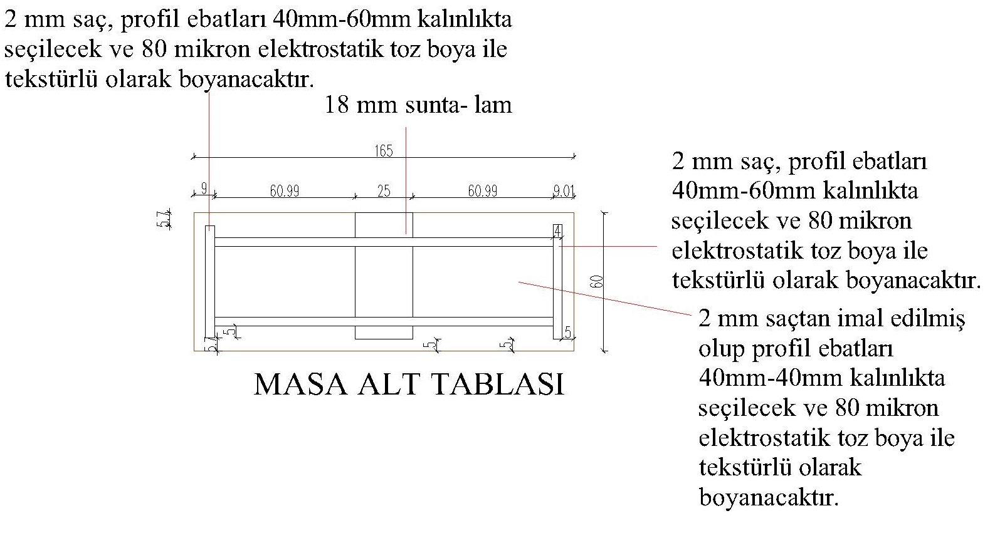 2 mm saç, profil ebatları 40mm-60mm kalınlıkta
seçilecek ve 80 mikron elektrostatik toz boya ile
tekstürlü olarak boyanacaktır.
18 mm sunta- lam
165
9
60.99
25
60.99
9.01
5.7
4
60
5
5.7
5
5
5
2 mm saç, profil ebatları
40mm-60mm kalınlıkta
seçilecek ve 80 mikron
elektrostatik toz boya ile
tekstürlü olarak boyanacaktır.
2 mm saçtan imal edilmiş
olup profil ebatları
40mm-40mm kalınlıkta
seçilecek ve 80 mikron
elektrostatik toz boya ile
tekstürlü olarak
boyanacaktır.
MASA ALT TABLASI